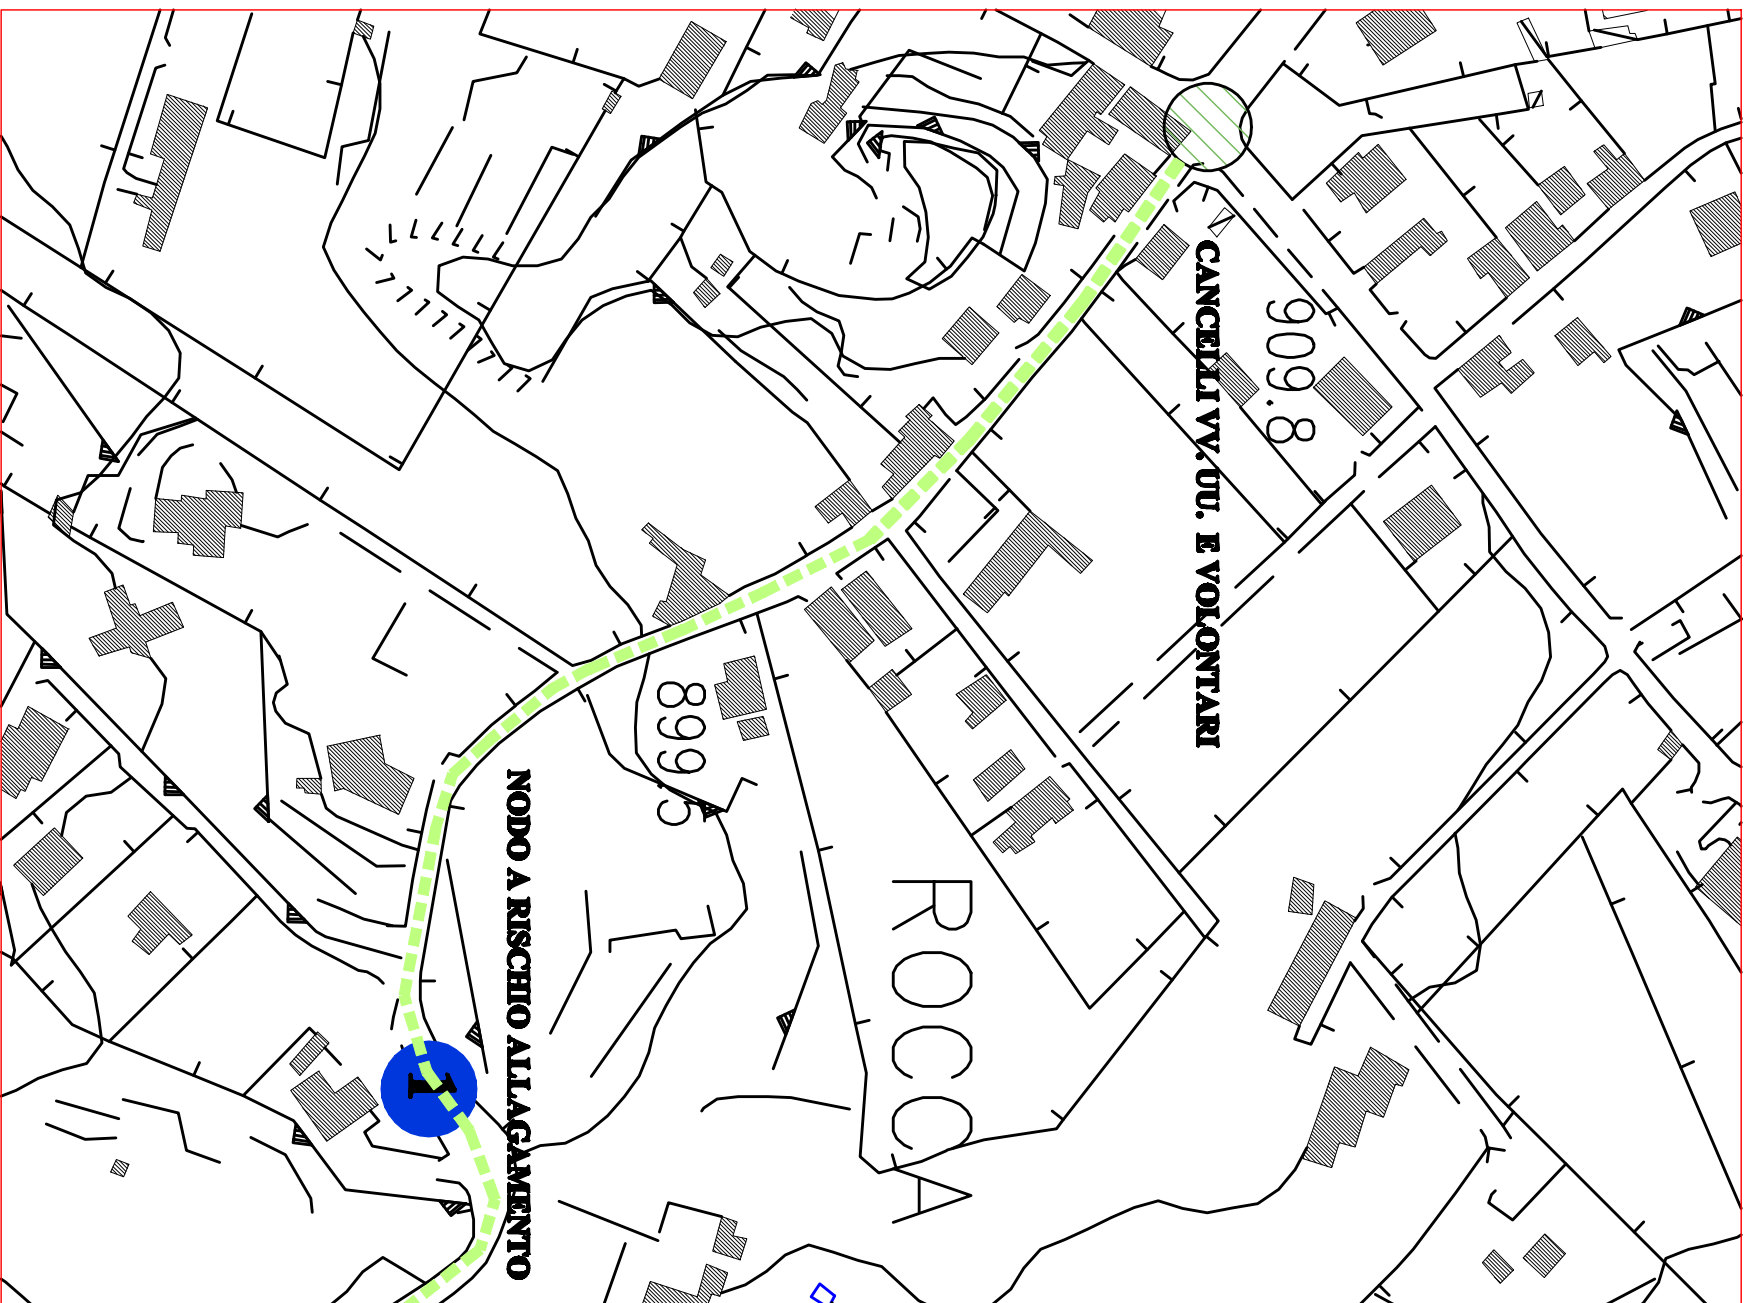 CANCELLI VV. UU. E VOLONTARI
909.8
899.5
NODO A RISCHIO ALLAGAMENTO
ROCCA
1